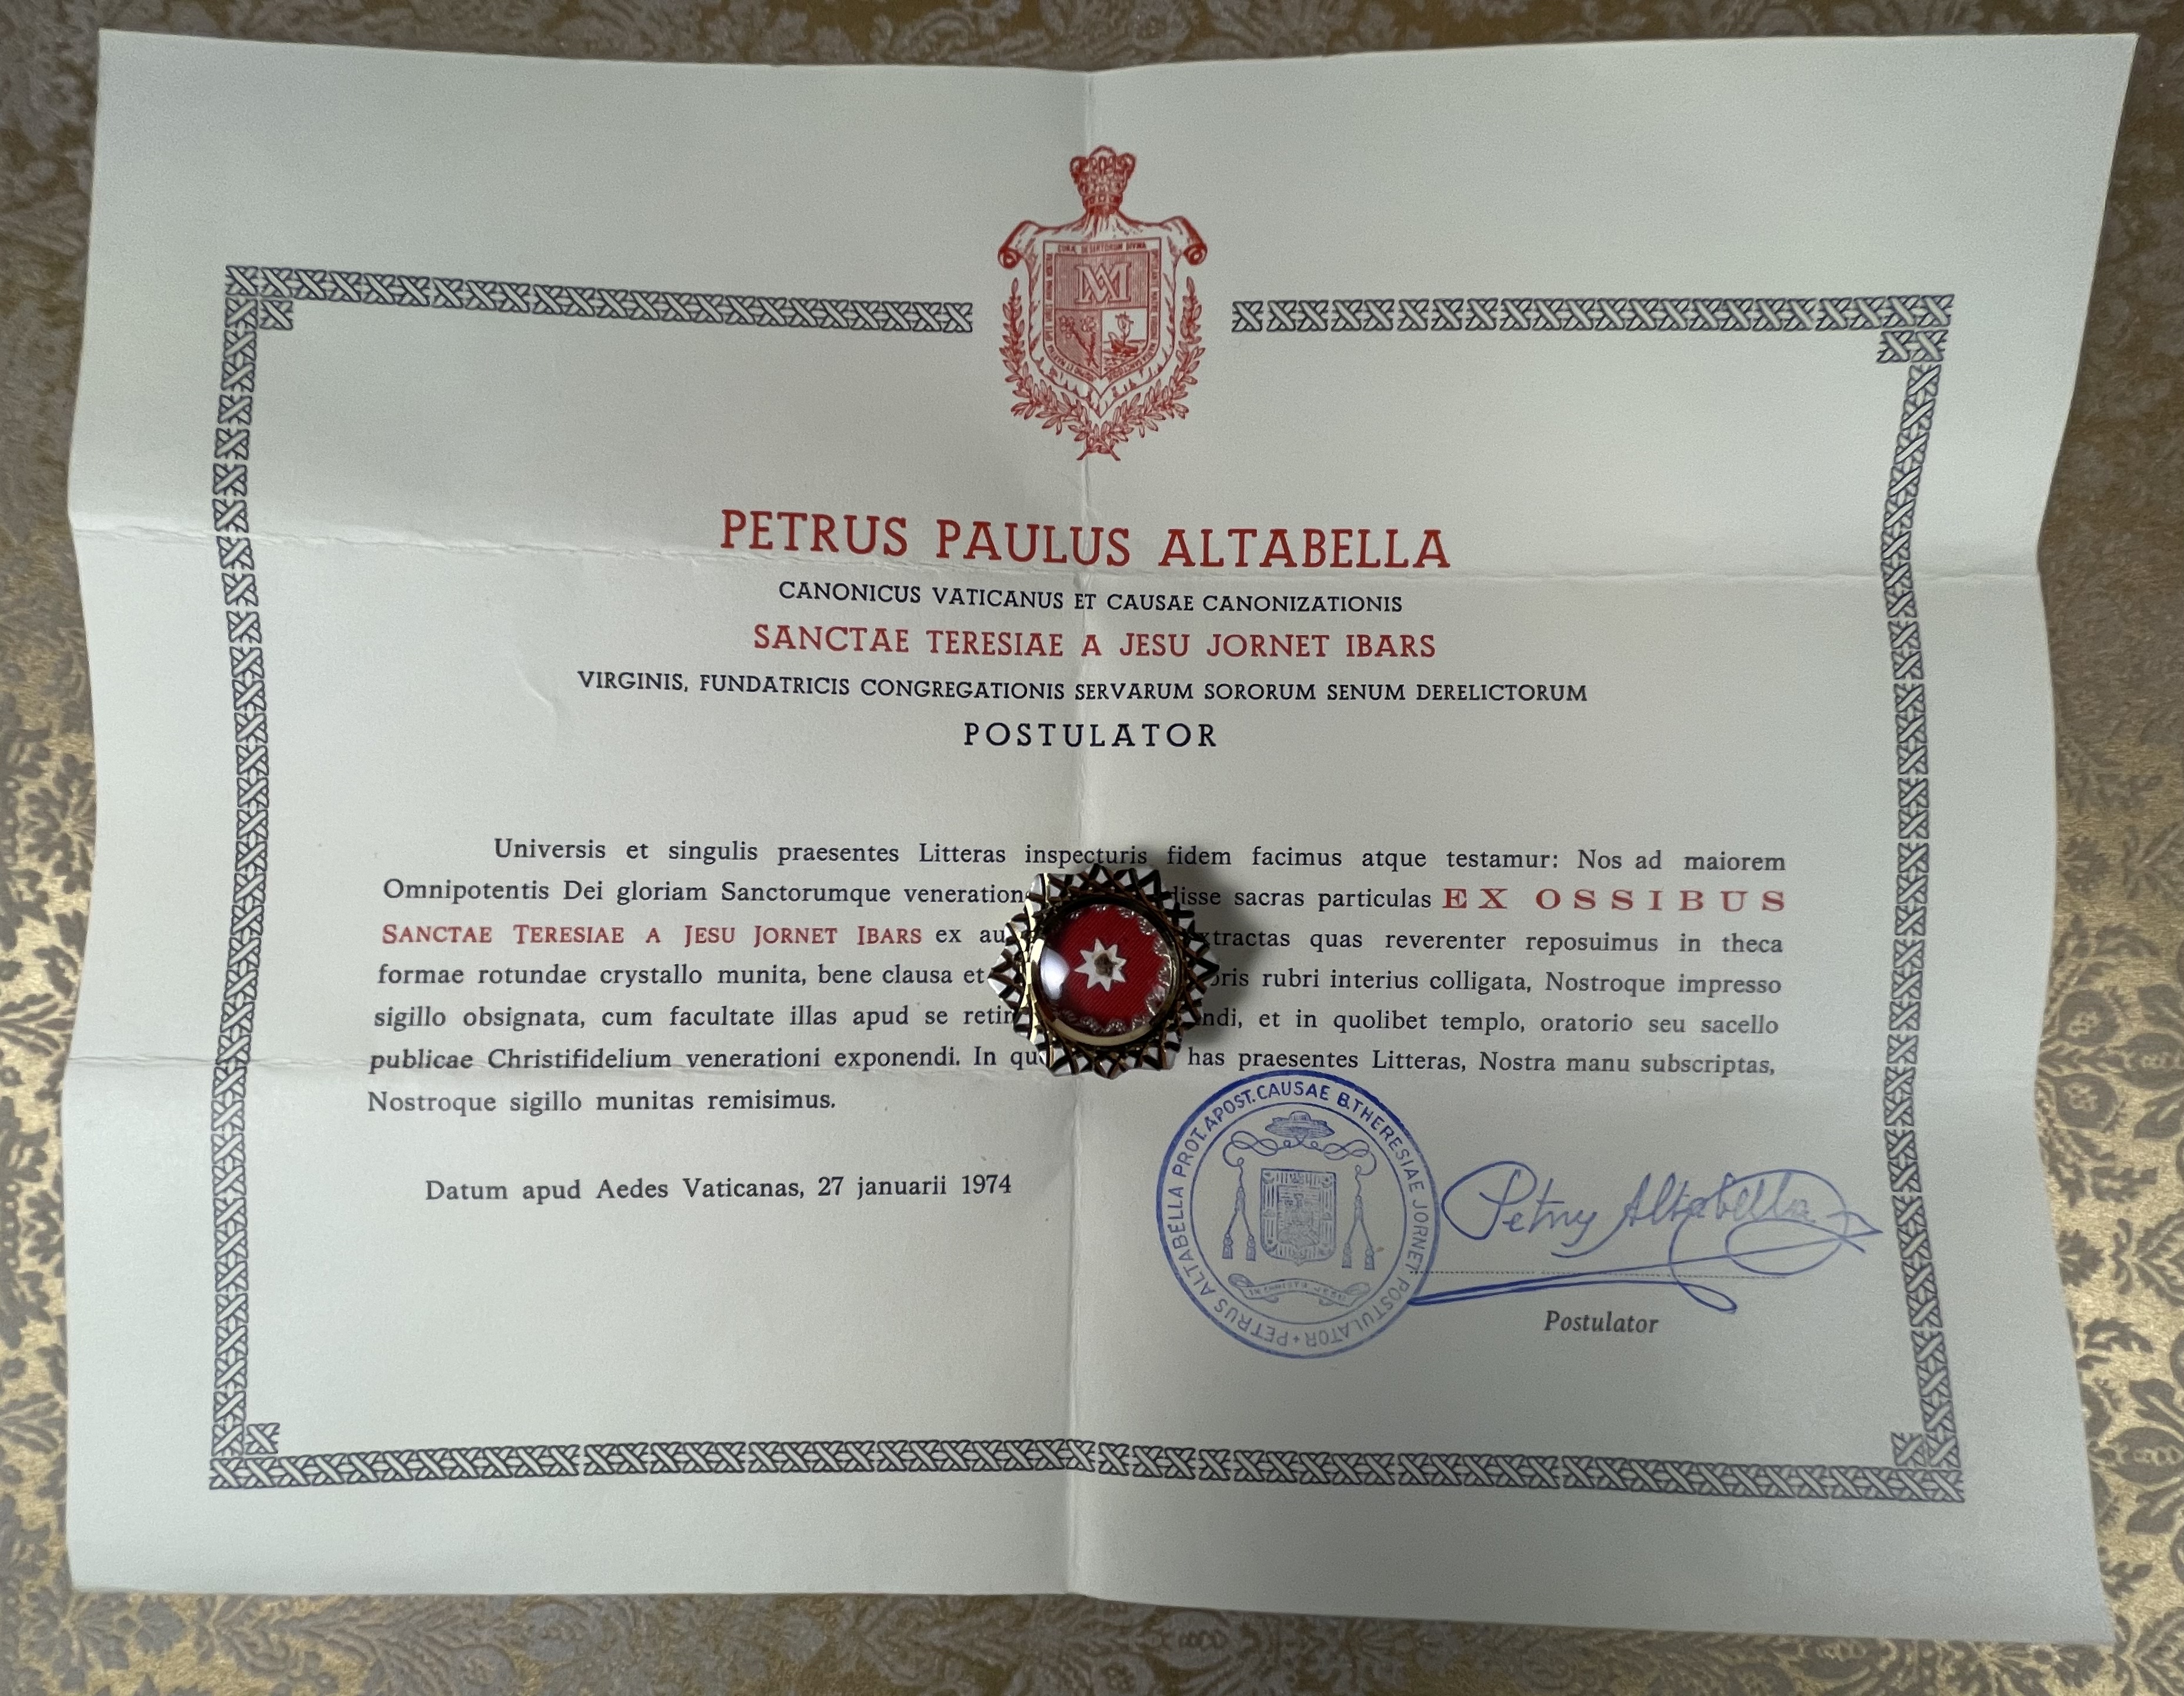 PETRUS PAULUS ALTABELLA
CANONICUS VATICANUS ET CAUSAE CANONIZATIONIS
SANCTAE TERESIAE A JESU JORNET IBARS
VIRGINIS, FUNDATRICIS CONGREGATIONIS SERVARUM SORORUM SENUM DERELICTORUM
POSTULATOR
Universis et singulis praesentes Litteras inspecturis fidem facimus atque testamur: Nos ad maiorem
Omnipotentis Dei gloriam Sanctorumque veneration disse sacras particulas EX OSSIBUS
SANCTAE TERESIAE A JESU JORNET IBARS ex au xtractas quas reverenter reposuimus in theca
formae rotundae crystallo munita, bene clausa et oris rubri interius colligata, Nostroque impresso
sigillo obsignata, cum facultate illas apud se retin ndi, et in quolibet templo, oratorio seu sacello
publicae Christifidelium venerationi exponendi. In qu has praesentes Litteras, Nostra manu subscriptas,
Nostroque sigillo munitas remisimus.
Datum apud Aedes Vaticanas, 27 januarii 1974
PETRUS ALTABELLA PROT.APOST.CAUSAE B.THERESIAE JORNET POSTULATOR
Petrus Altabella
Postulator